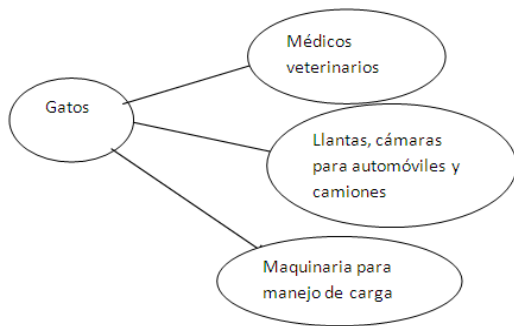 Médicos
veterinarios
Gatos
Llantas, cámaras
para automóviles y
camiones
Maquinaria para
manejo de carga